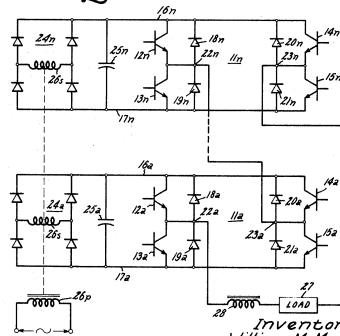 16n
24n
25n
18n
22n
11n
20n
23n
14n
12n
13n
26s
19n
21n
15n
17n
16a
24a
25a
18a
22a
11a
20a
14a
12a
23a
26s
13a
19a
21a
15a
17a
27
26p
28
LOAD
Inventor